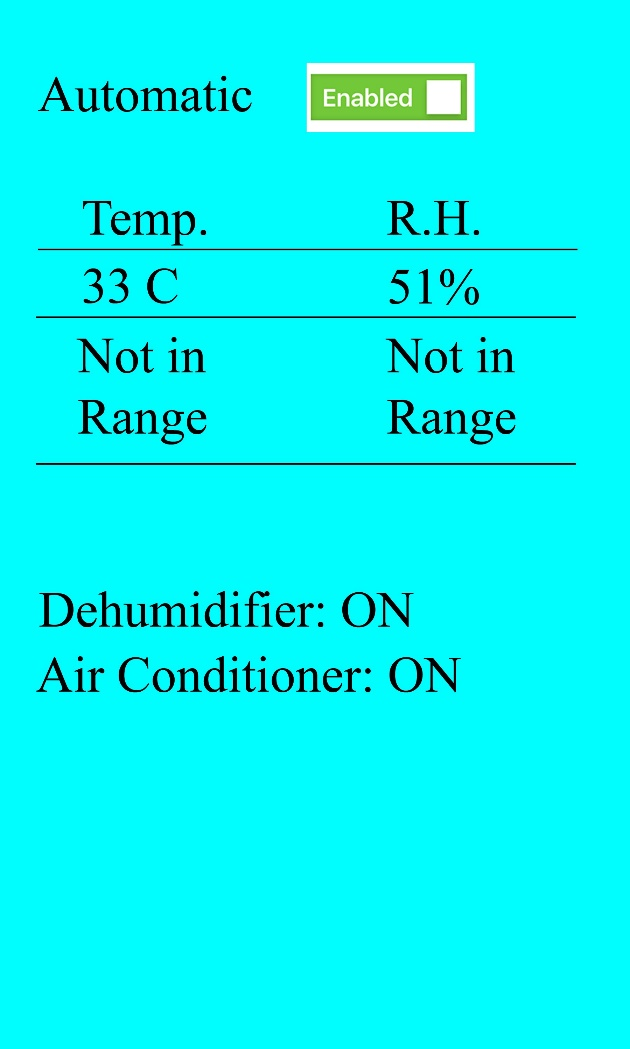 Automatic Enabled
Temp. R.H.
33 C 51%
Not in Not in
Range Range
Dehumidifier: ON
Air Conditioner: ON